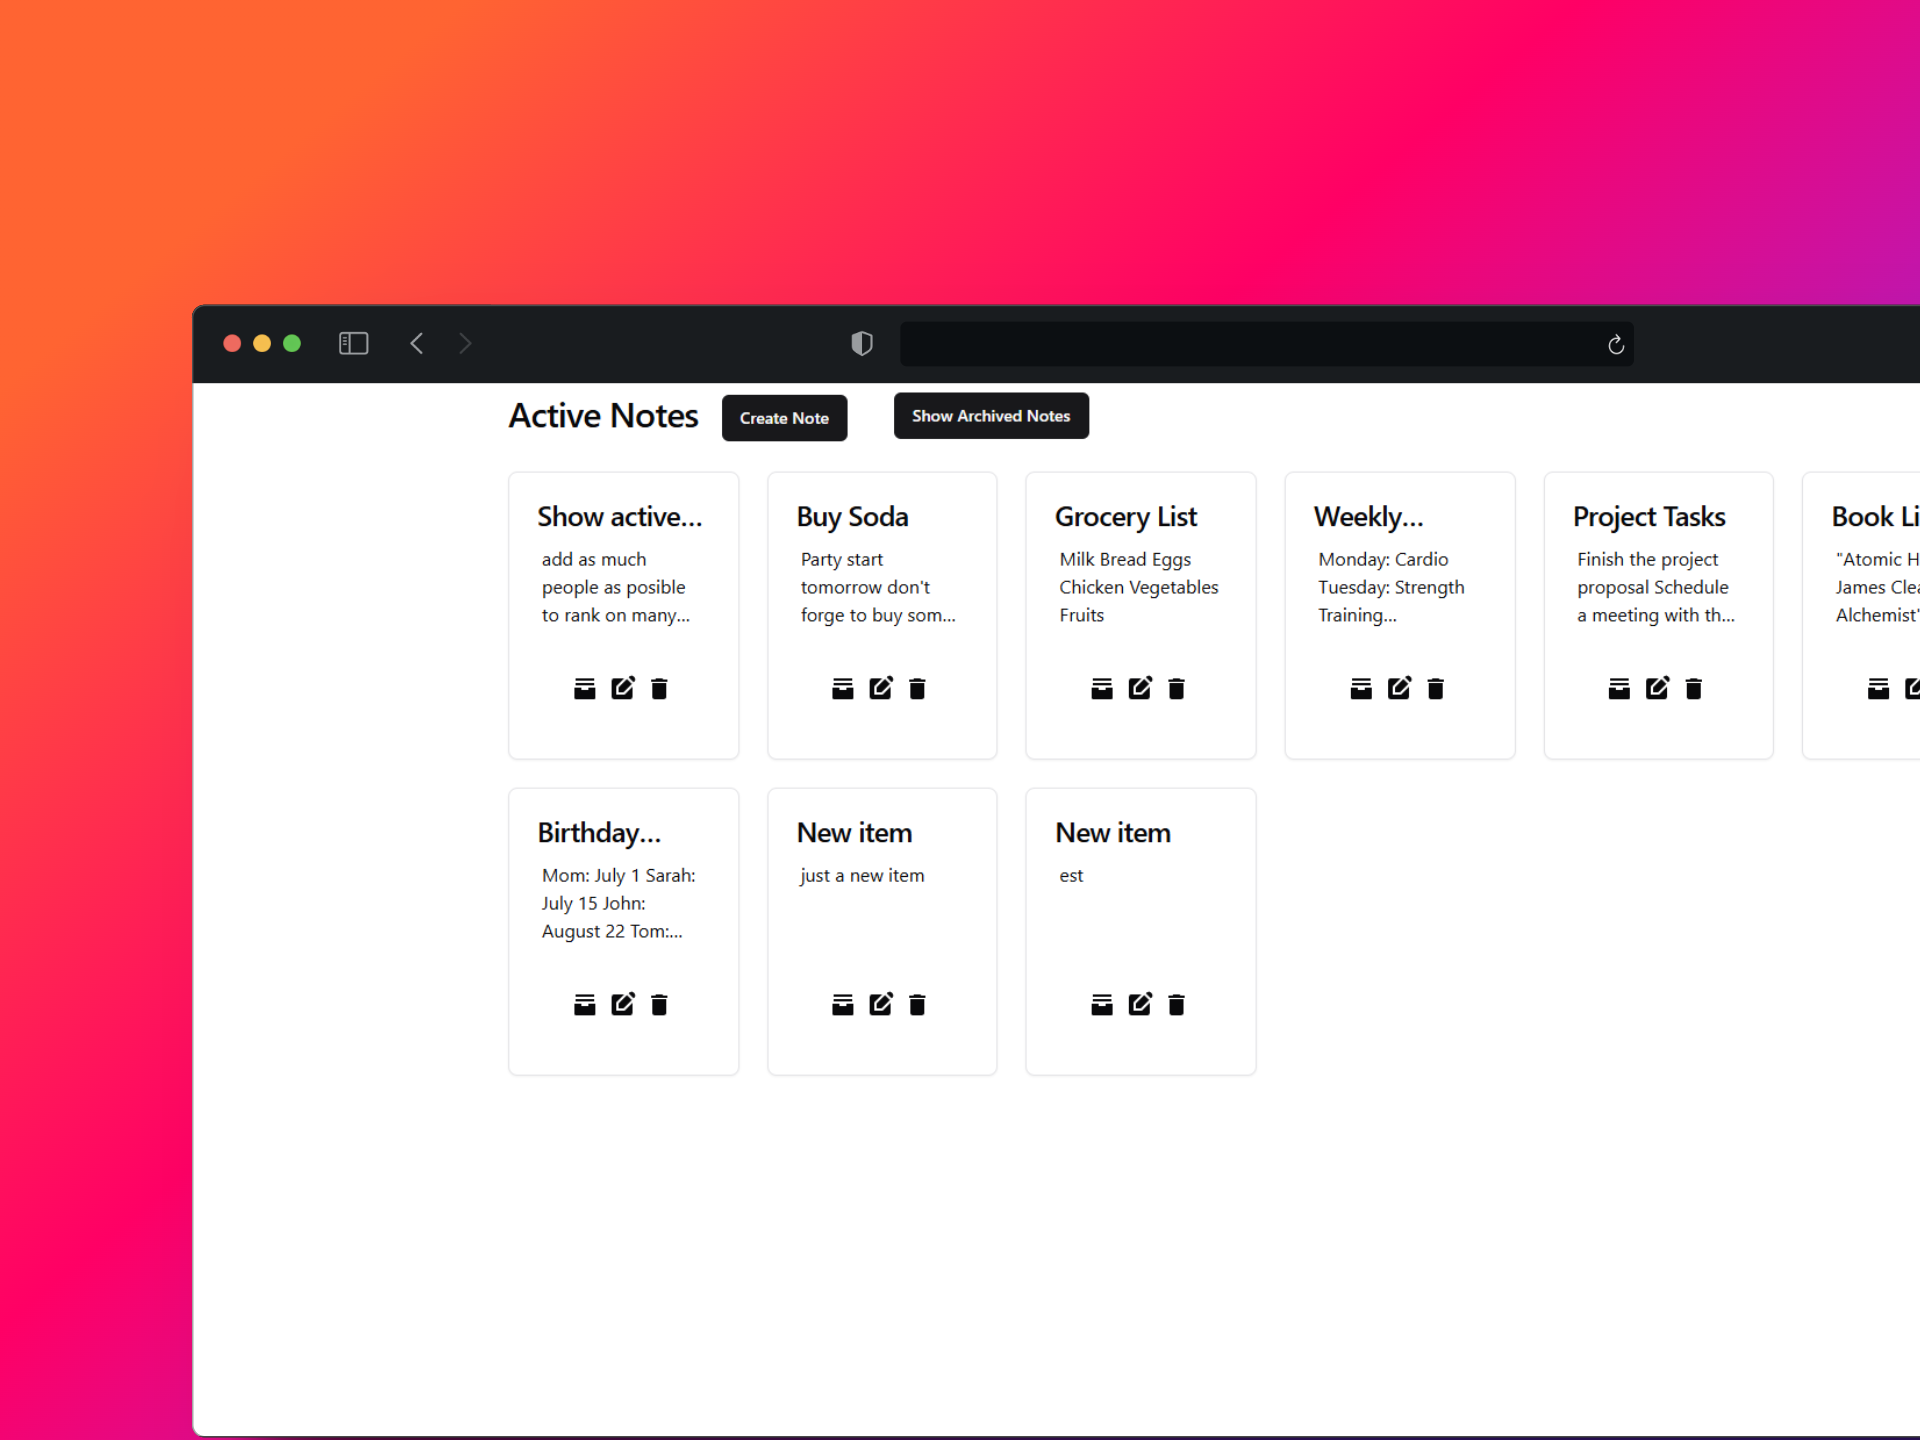 Active Notes
Create Note
Show Archived Notes
Show active...
add as much
people as posible
to rank on many...
Buy Soda
Party start
tomorrow don't
forge to buy som...
Grocery List
Milk Bread Eggs
Chicken Vegetables
Fruits
Weekly...
Monday: Cardio
Tuesday: Strength
Training...
Project Tasks
Finish the project
proposal Schedule
a meeting with th...
Book Li
"Atomic H
James Clea
Alchemist"
Birthday...
Mom: July 1 Sarah:
July 15 John:
August 22 Tom:...
New item
just a new item
New item
est